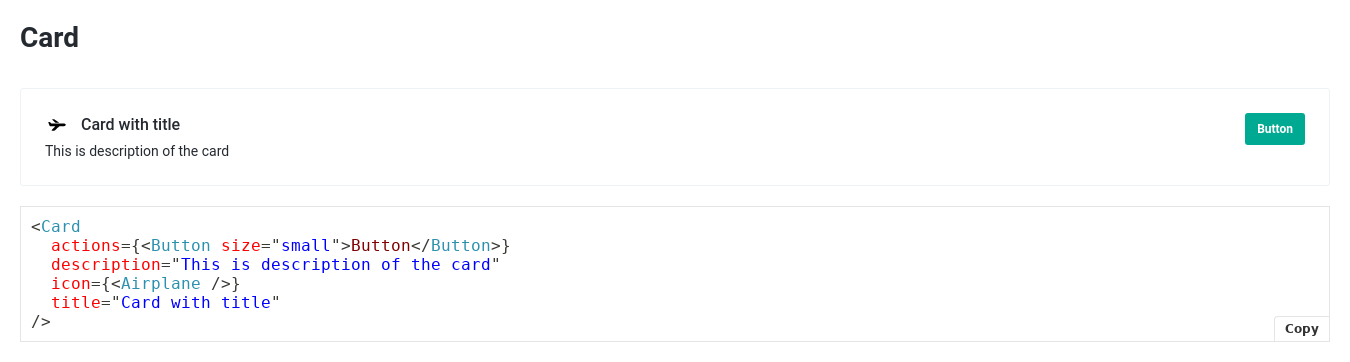 Card
Card with title
Button
This is description of the card
<Card
  actions={<Button size="small">Button</Button>}
  description="This is description of the card"
  icon={<Airplane />}
  title="Card with title"
/>
Copy